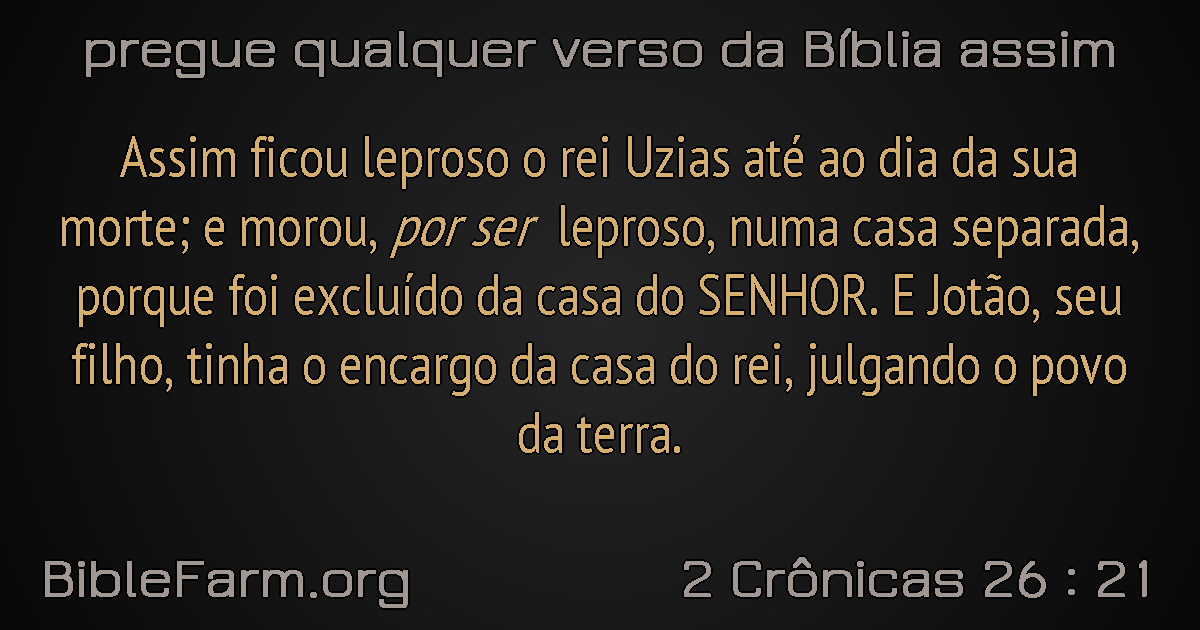 pregue qualquer verso da Bíblia assim
Assim ficou leproso o rei Uzias até ao dia da sua
morte; e morou, por ser leproso, numa casa separada,
porque foi excluído da casa do SENHOR. E Jotão, seu
filho, tinha o encargo da casa do rei, julgando o povo
da terra.
BibleFarm.org
2 Crônicas 26 : 21